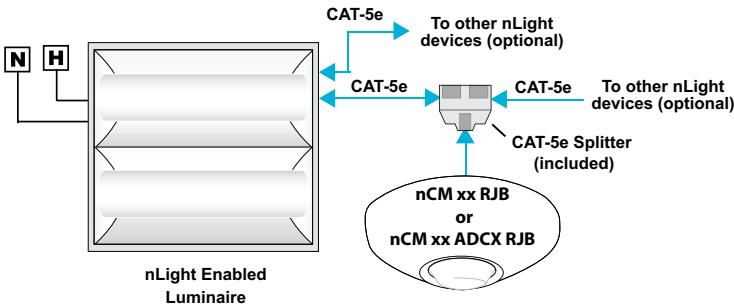 CAT-5e
To other nLight
devices (optional)
N
H
CAT-5e
CAT-5e
To other nLight
devices (optional)
CAT-5e Splitter
(included)
nCM xx RJB
or
nCM xx ADCX RJB
nLight Enabled
Luminaire